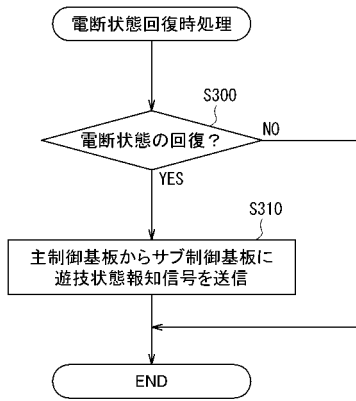 電断状態回復時処理
S300
電断状態の回復？
NO
YES
S310
主制御基板からサブ制御基板に
遊技状態報知信号を送信
END